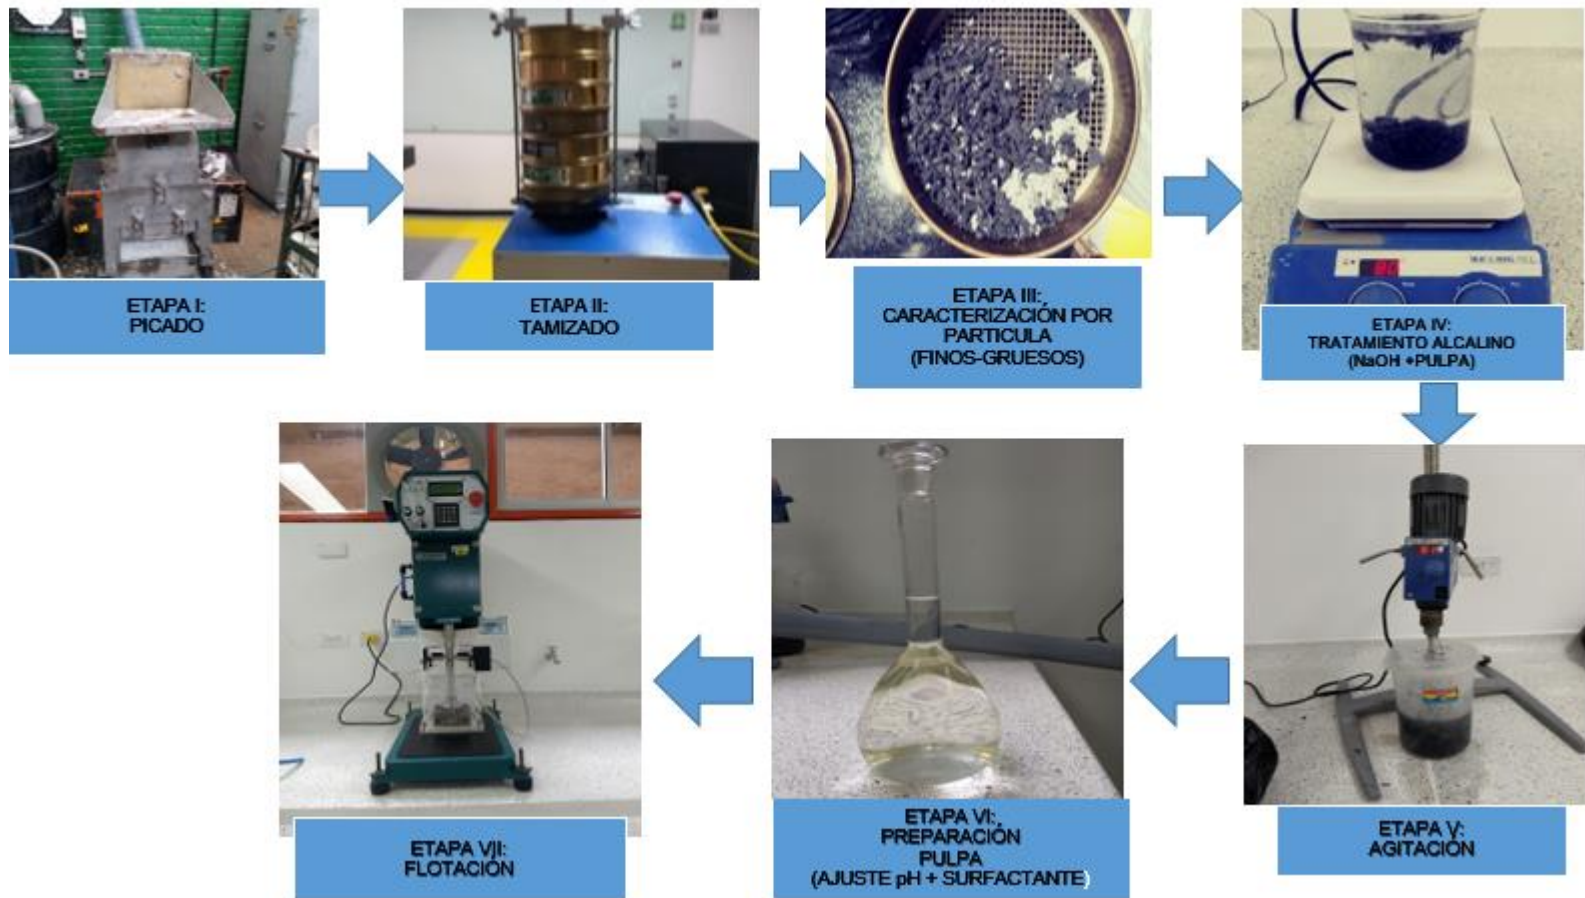 ETAPA I:
PICADO
ETAPA II:
TAMIZADO
ETAPA III:
CARACTERIZACIÓN POR
PARTICULA
(FINOS-GRUESOS)
80
ETAPA IV:
TRATAMIENTO ALCALINO
(NaOH +PULPA)
ETAPA V:
AGITACIÓN
ETAPA VI:
PREPARACIÓN
PULPA
(AJUSTE pH + SURFACTANTE)
ETAPA VII:
FLOTACIÓN